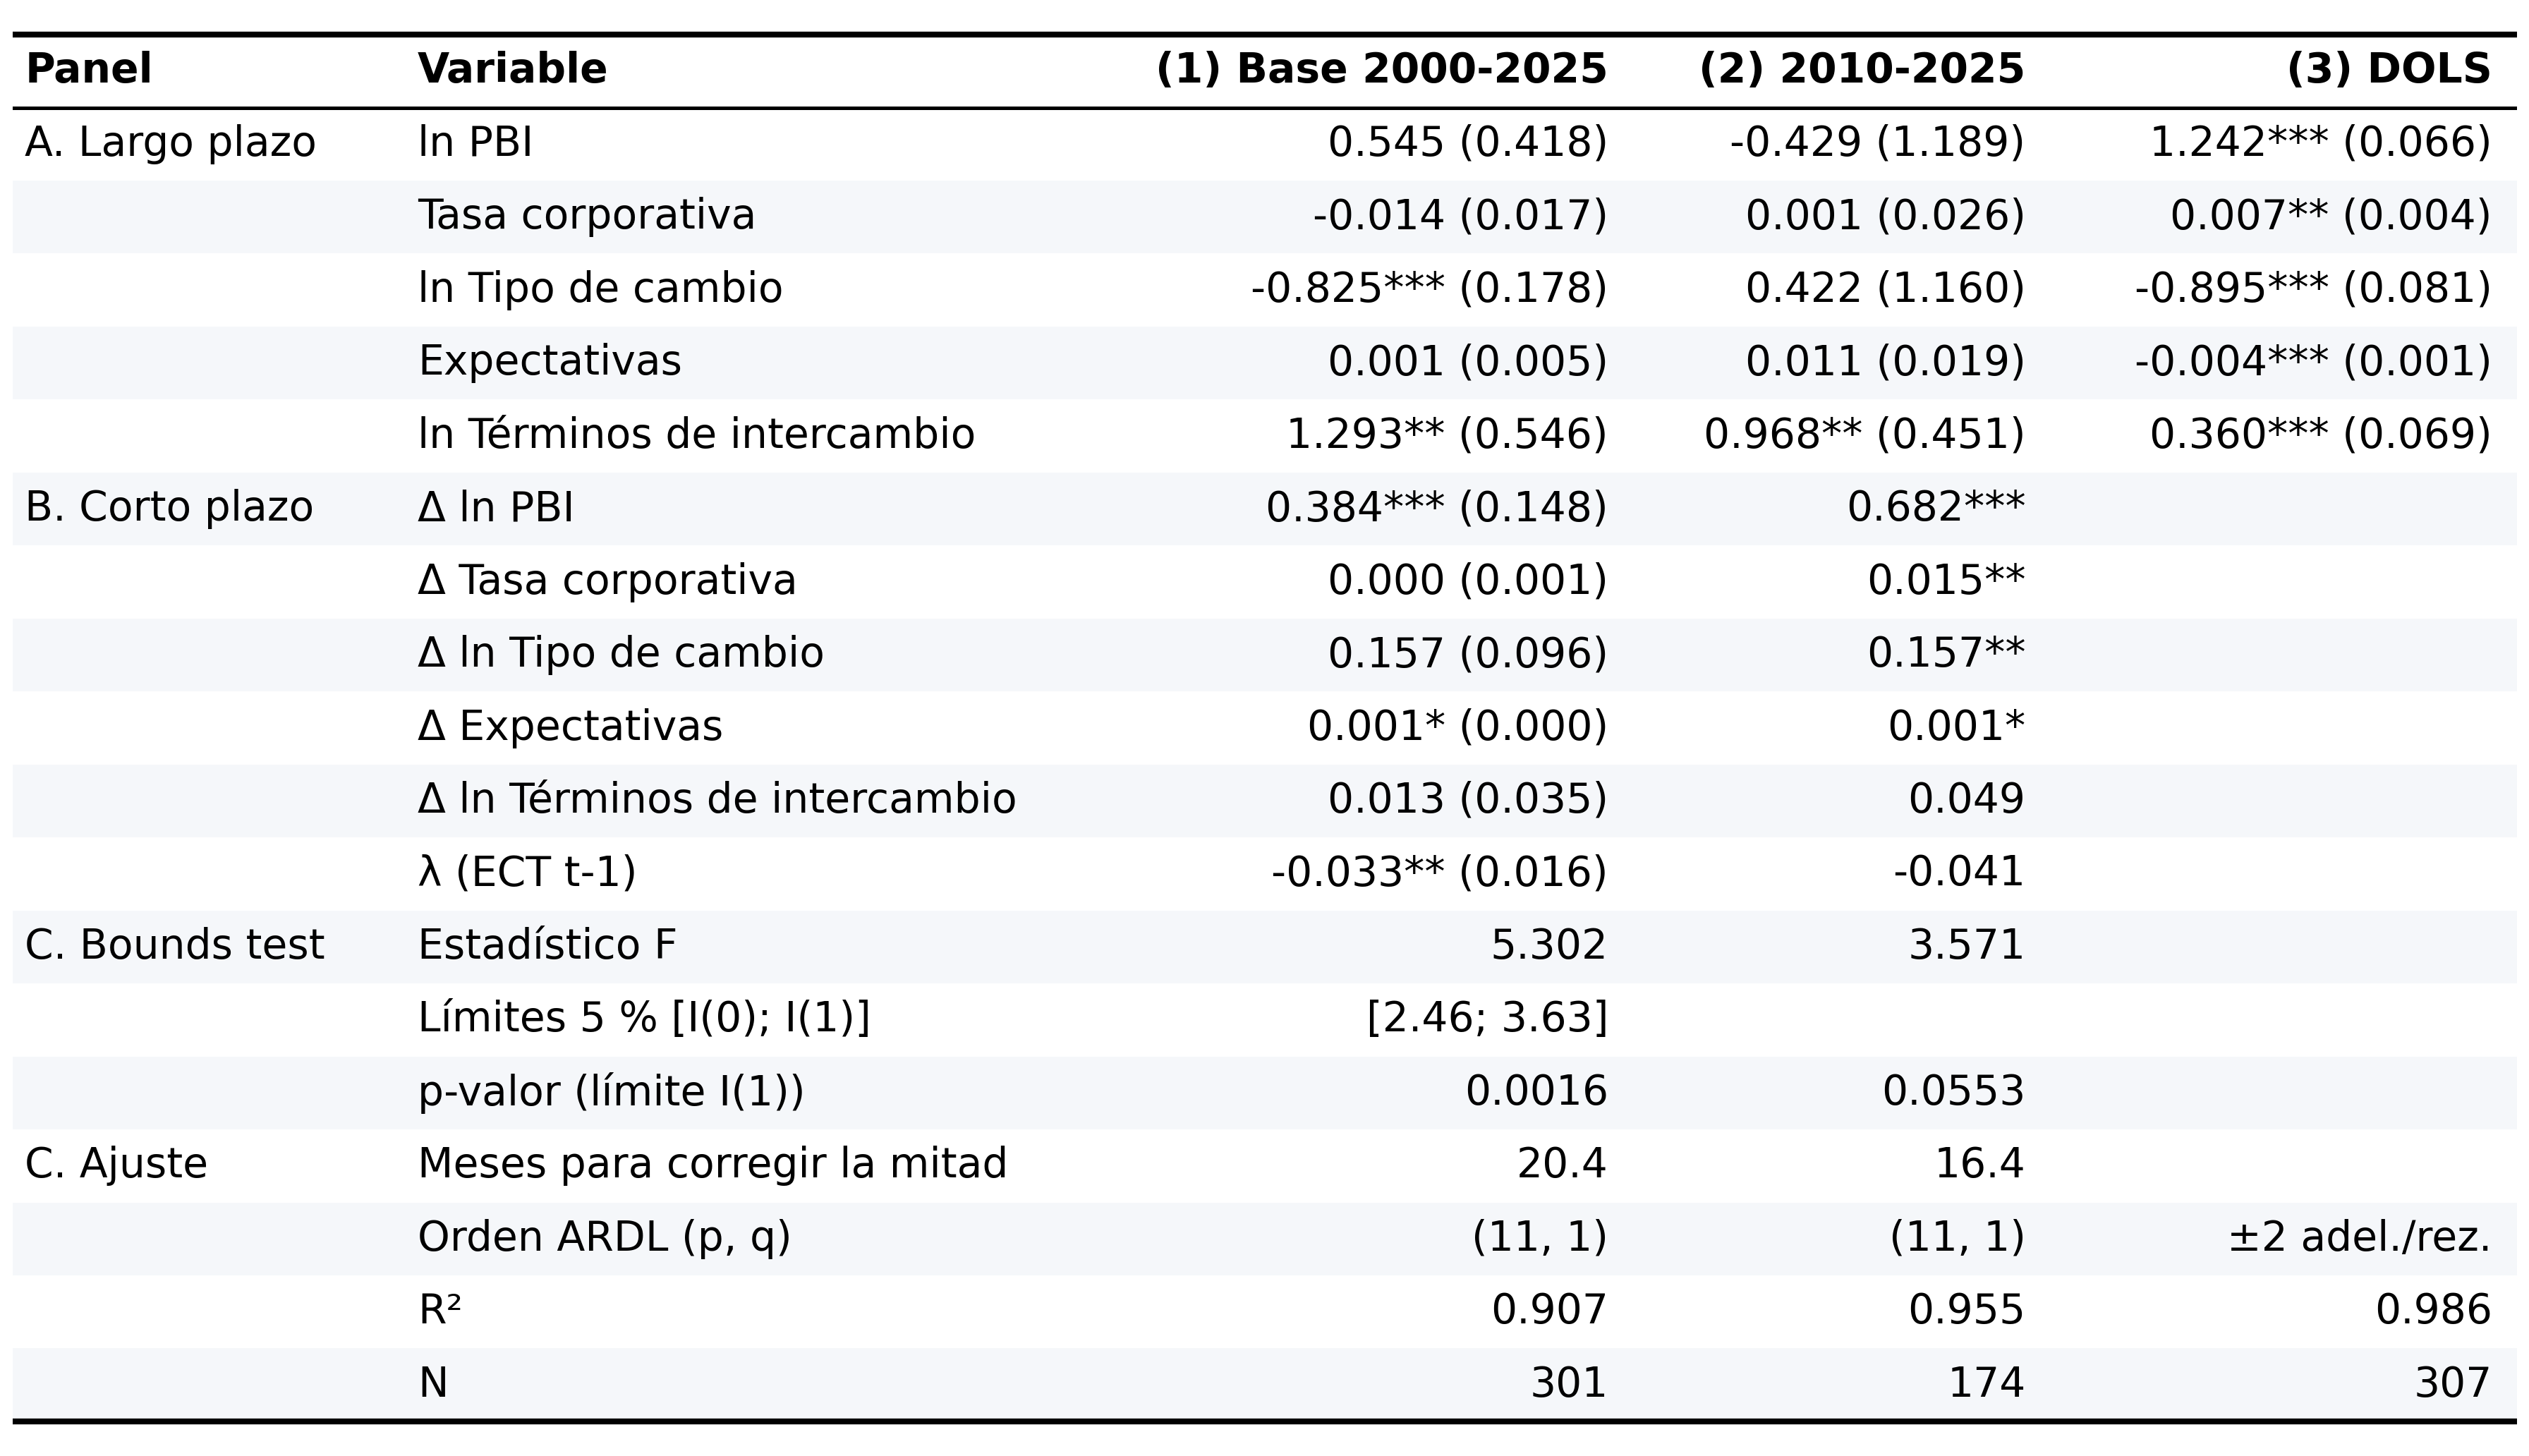 Panel Variable (1) Base 2000-2025 (2) 2010-2025 (3) DOLS
A. Largo plazo ln PBI 0.545 (0.418) -0.429 (1.189) 1.242*** (0.066)
Tasa corporativa -0.014 (0.017) 0.001 (0.026) 0.007** (0.004)
ln Tipo de cambio -0.825*** (0.178) 0.422 (1.160) -0.895*** (0.081)
Expectativas 0.001 (0.005) 0.011 (0.019) -0.004*** (0.001)
ln Términos de intercambio 1.293** (0.546) 0.968** (0.451) 0.360*** (0.069)
B. Corto plazo Δ ln PBI 0.384*** (0.148) 0.682***
Δ Tasa corporativa 0.000 (0.001) 0.015**
Δ ln Tipo de cambio 0.157 (0.096) 0.157**
Δ Expectativas 0.001* (0.000) 0.001*
Δ ln Términos de intercambio 0.013 (0.035) 0.049
λ (ECT t-1) -0.033** (0.016) -0.041
C. Bounds test Estadístico F 5.302 3.571
Límites 5 % [I(0); I(1)] [2.46; 3.63]
p-valor (límite I(1)) 0.0016 0.0553
C. Ajuste Meses para corregir la mitad 20.4 16.4
Orden ARDL (p, q) (11, 1) (11, 1) ±2 adel./rez.
R² 0.907 0.955 0.986
N 301 174 307